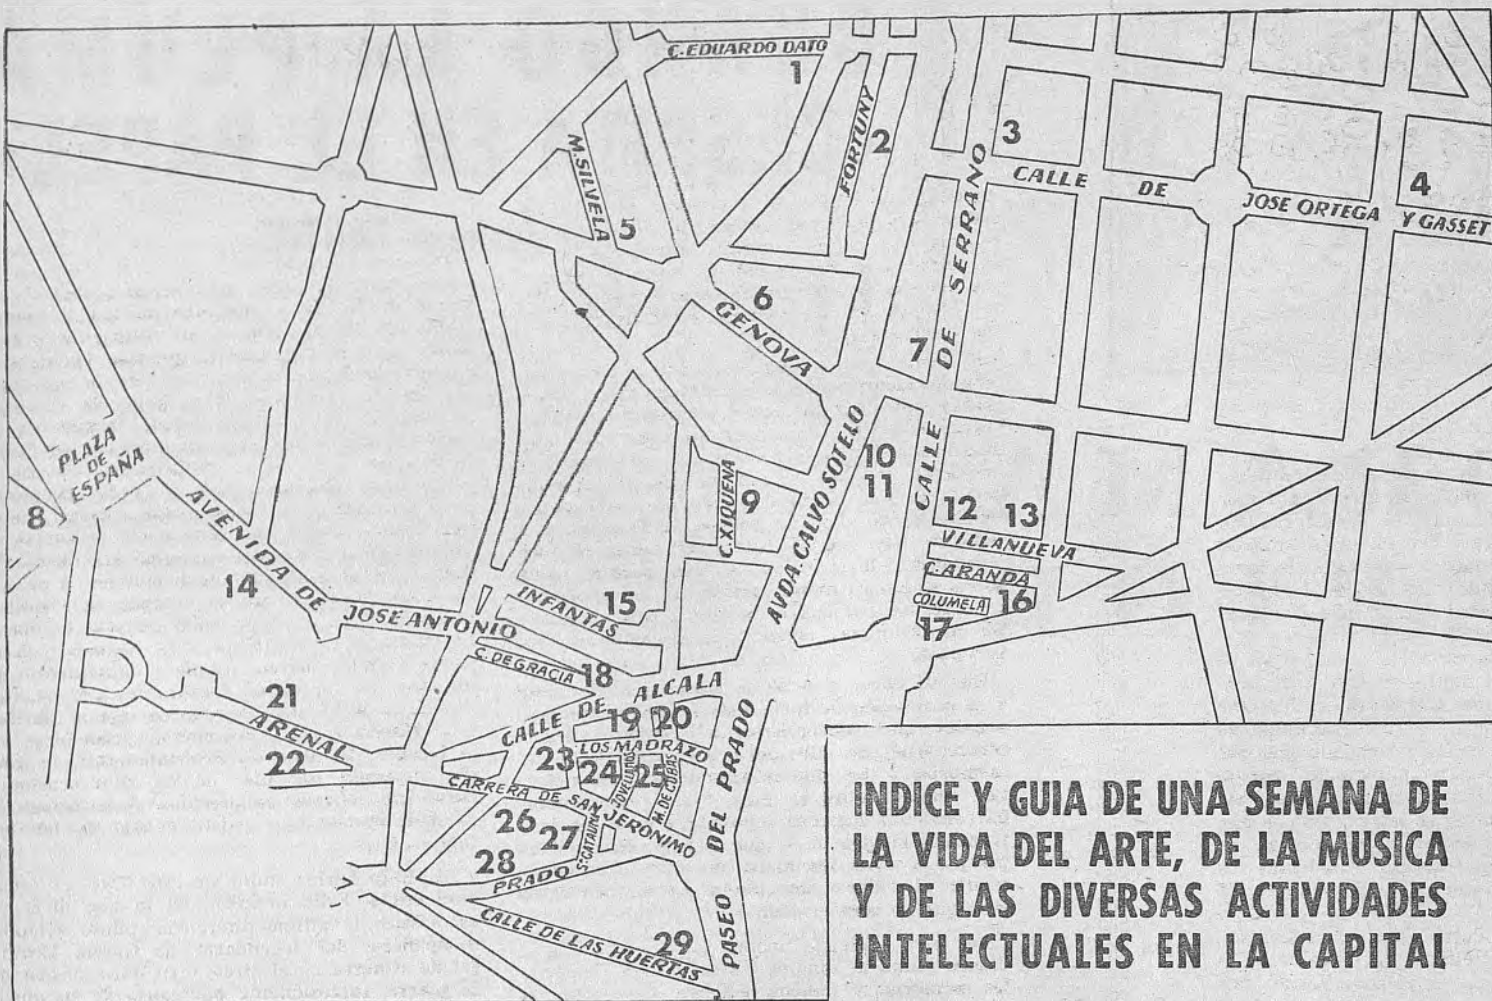 C. EDUARDO DATO
1
FORTUNY
2
3
M. SILVELA
5
CALLE DE SERRANO
CALLE DE JOSE ORTEGA Y GASSET
4
6
GENOVA
7
PLAZA
DE
ESPAÑA
8
AVENIDA DE JOSÉ ANTONIO
14
C. XIQUENA
9
AVDA. CALVO SOTELO
10
11
12
13
VILLANUEVA
C. ARANDA
COLUMELA
16
17
INFANTAS
15
C. DE GRACIA
18
CALLE DE ALCALA
19
20
21
ARENAL
22
23
LOS MADRAZO
24
JOVELLANOS
25
M. DE CUBAS
CARRERA DE SAN JERONIMO
26
27
S. CATALINA
28
PRADO
CALLE DE LAS HUERTAS
29
PASEO DEL PRADO
INDICE Y GUIA DE UNA SEMANA DE
LA VIDA DEL ARTE, DE LA MUSICA
Y DE LAS DIVERSAS ACTIVIDADES
INTELECTUALES EN LA CAPITAL